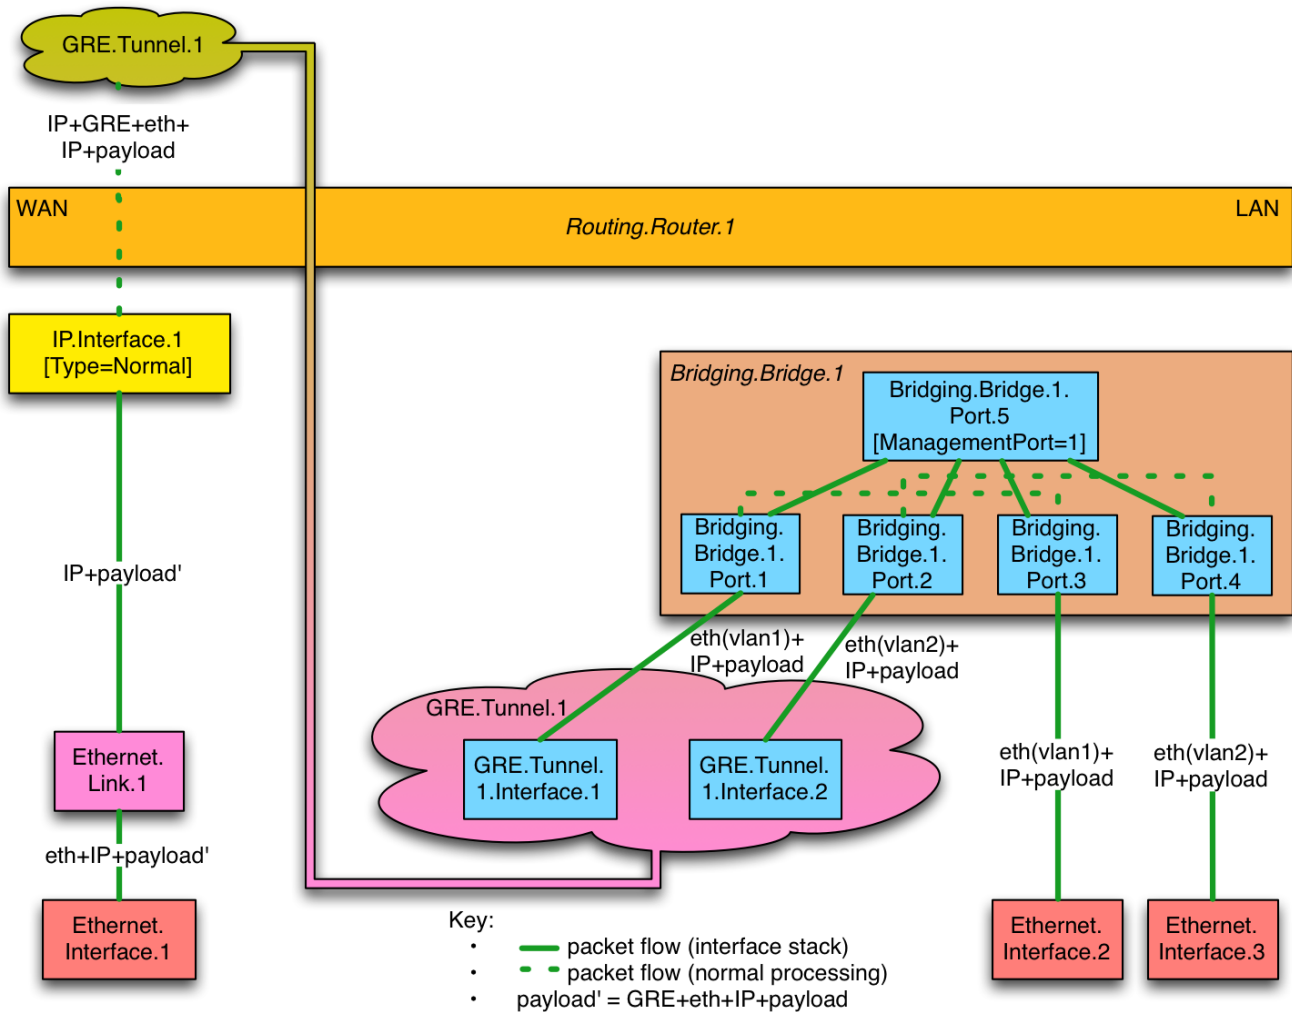 GRE.Tunnel.1
IP+GRE+eth+
IP+payload
WAN
LAN
Routing.Router.1
IP.Interface.1
[Type=Normal]
Bridging.Bridge.1
Bridging.Bridge.1.
Port.5
[ManagementPort=1]
Bridging.
Bridge.1.
Port.1
Bridging.
Bridge.1.
Port.2
Bridging.
Bridge.1.
Port.3
Bridging.
Bridge.1.
Port.4
IP+payload'
eth(vlan1)+
IP+payload
eth(vlan2)+
IP+payload
GRE.Tunnel.1
GRE.Tunnel.
1.Interface.1
GRE.Tunnel.
1.Interface.2
eth(vlan1)+
IP+payload
eth(vlan2)+
IP+payload
Ethernet.
Link.1
eth+IP+payload'
Ethernet.
Interface.1
Ethernet.
Interface.2
Ethernet.
Interface.3
Key:
• packet flow (interface stack)
• packet flow (normal processing)
• payload' = GRE+eth+IP+payload